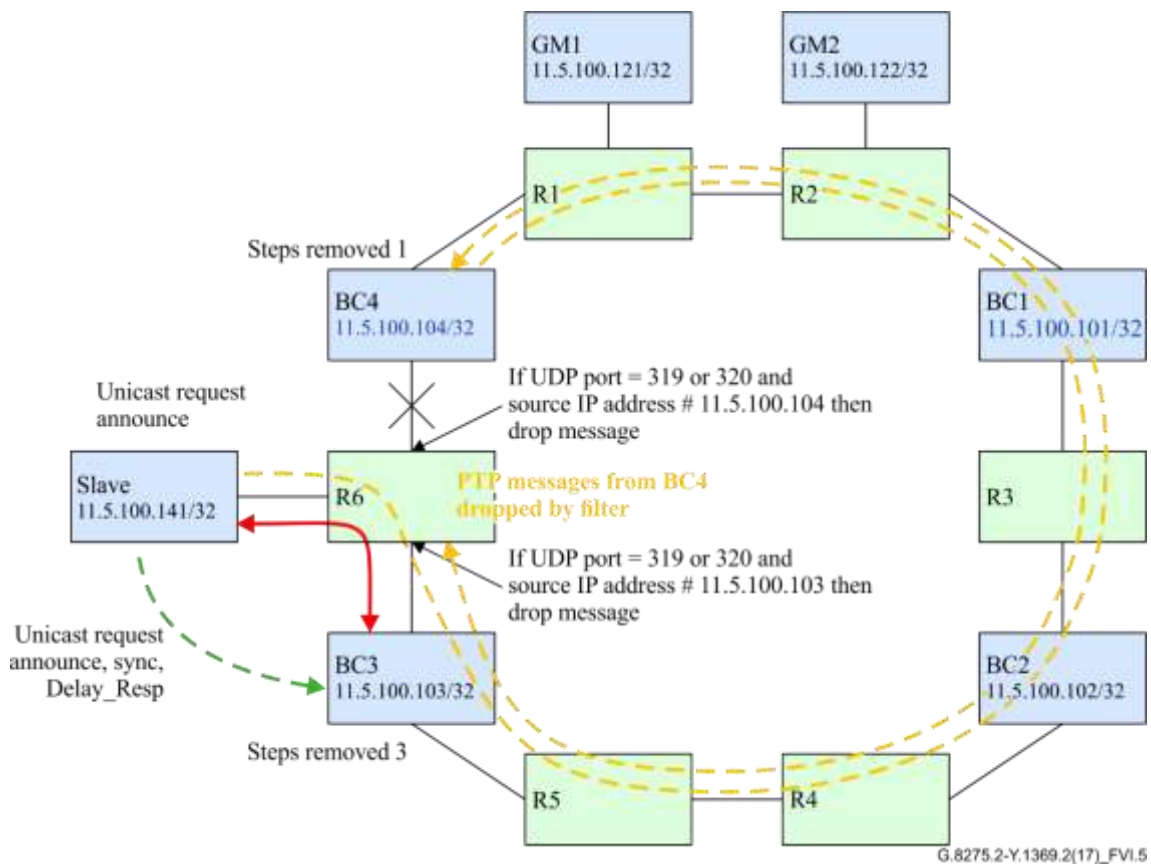 GM1
11.5.100.121/32
GM2
11.5.100.122/32
R1
R2
Steps removed 1
BC4
11.5.100.104/32
BC1
11.5.100.101/32
If UDP port = 319 or 320 and
source IP address # 11.5.100.104 then
drop message
Unicast request
announce
Slave
11.5.100.141/32
R6
PTP messages from BC4
dropped by filter
R3
If UDP port = 319 or 320 and
source IP address # 11.5.100.103 then
drop message
Unicast request
announce, sync,
Delay_Resp
BC3
11.5.100.103/32
BC2
11.5.100.102/32
Steps removed 3
R5
R4
G.8275.2-Y.1369.2(17)_FVI.5